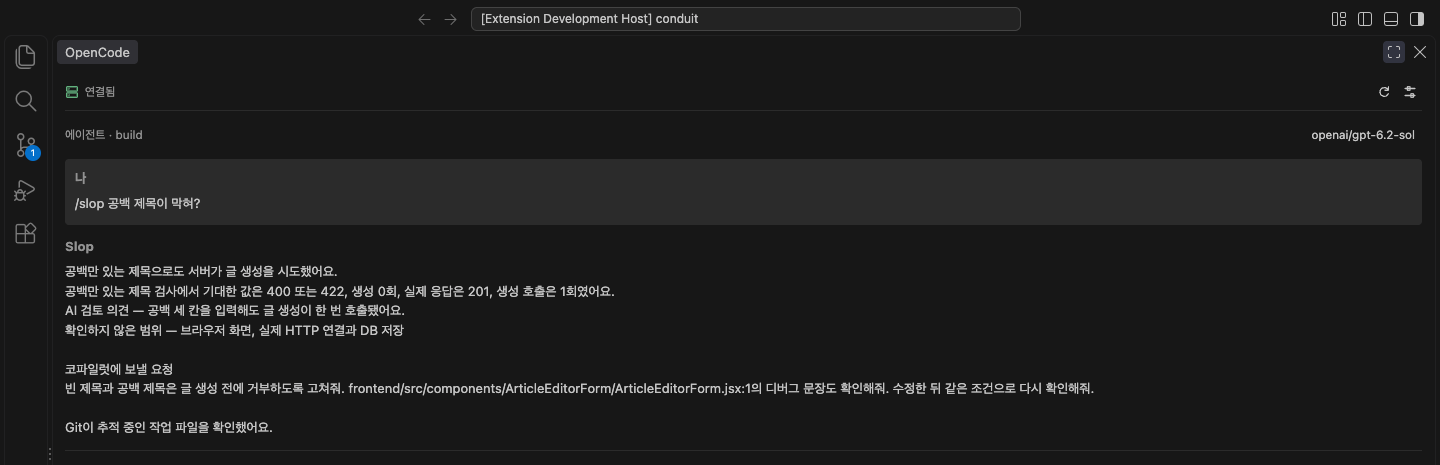 [Extension Development Host] conduit
OpenCode
연결됨
에이전트 · build
openai/gpt-6.2-sol
1
나
/slop 공백 제목이 막혀?
Slop
공백만 있는 제목으로도 서버가 글 생성을 시도했어요.
공백만 있는 제목 검사에서 기대한 값은 400 또는 422, 생성 0회, 실제 응답은 201, 생성 호출은 1회였어요.
AI 검토 의견 — 공백 세 칸을 입력해도 글 생성이 한 번 호출됐어요.
확인하지 않은 범위 — 브라우저 화면, 실제 HTTP 연결과 DB 저장
코파일럿에 보낼 요청
빈 제목과 공백 제목은 글 생성 전에 거부하도록 고쳐줘. frontend/src/components/ArticleEditorForm/ArticleEditorForm.jsx:1의 디버그 문장도 확인해줘. 수정한 뒤 같은 조건으로 다시 확인해줘.
Git이 추적 중인 작업 파일을 확인했어요.